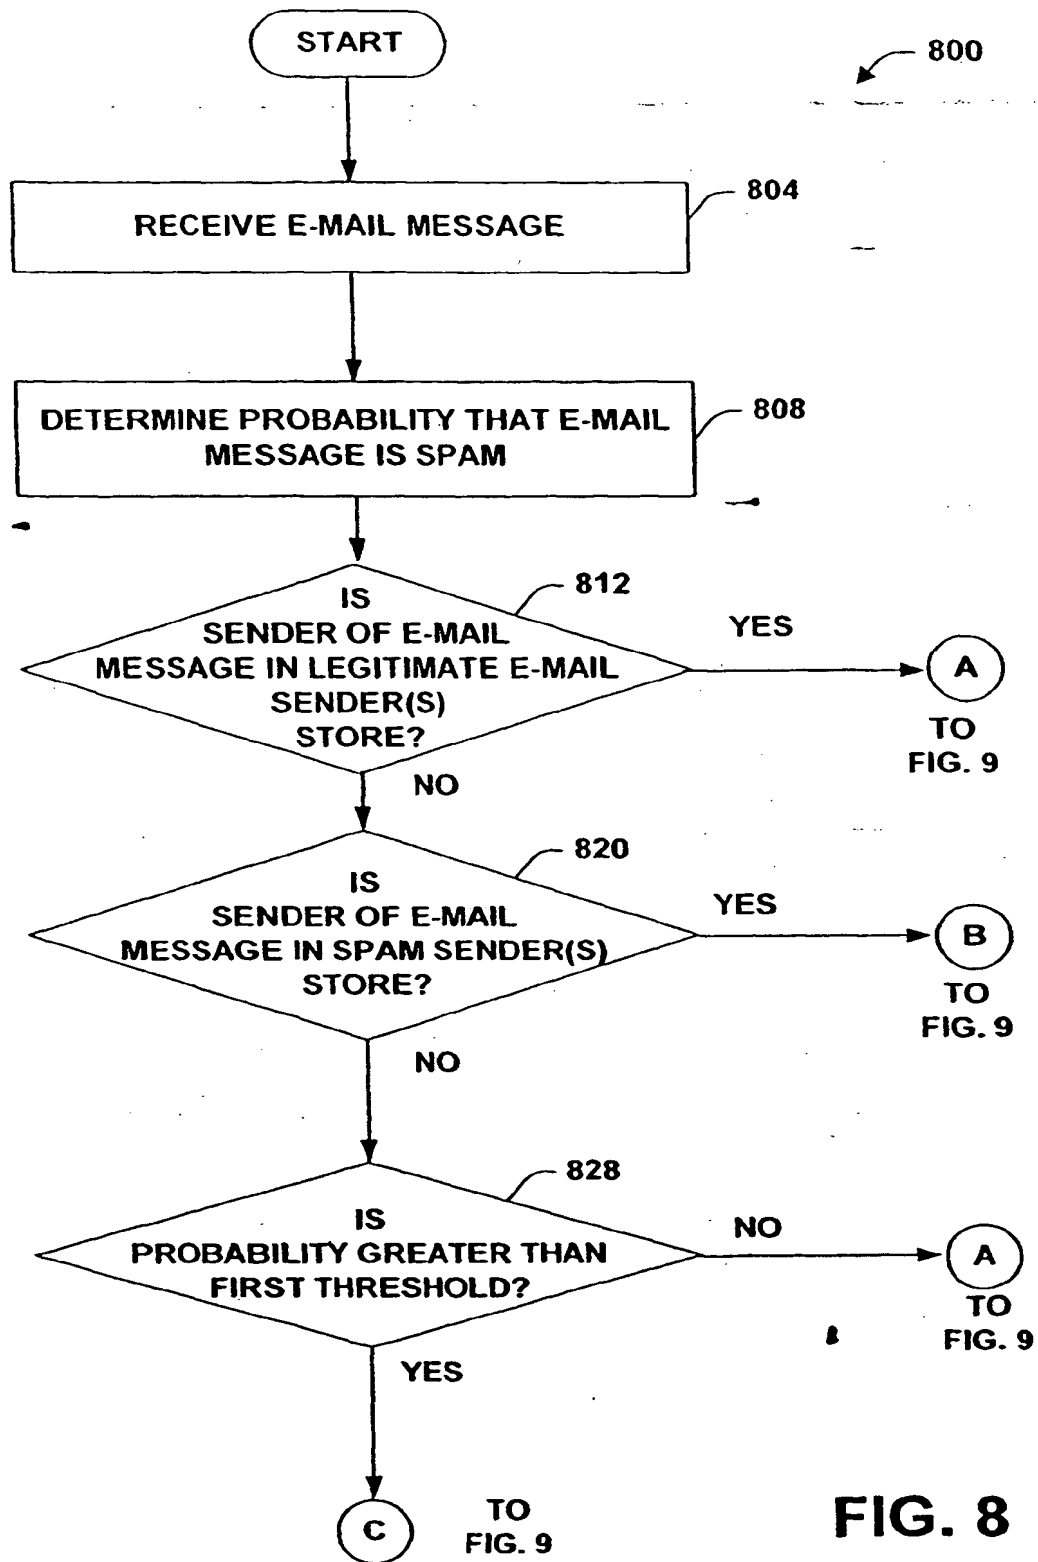 START
800
804
RECEIVE E-MAIL MESSAGE
808
DETERMINE PROBABILITY THAT E-MAIL
MESSAGE IS SPAM
812
IS
SENDER OF E-MAIL
MESSAGE IN LEGITIMATE E-MAIL
SENDER(S)
STORE?
YES
A
TO
FIG. 9
NO
820
IS
SENDER OF E-MAIL
MESSAGE IN SPAM SENDER(S)
STORE?
YES
B
TO
FIG. 9
NO
828
IS
PROBABILITY GREATER THAN
FIRST THRESHOLD?
NO
A
TO
FIG. 9
YES
C
TO
FIG. 9
FIG. 8